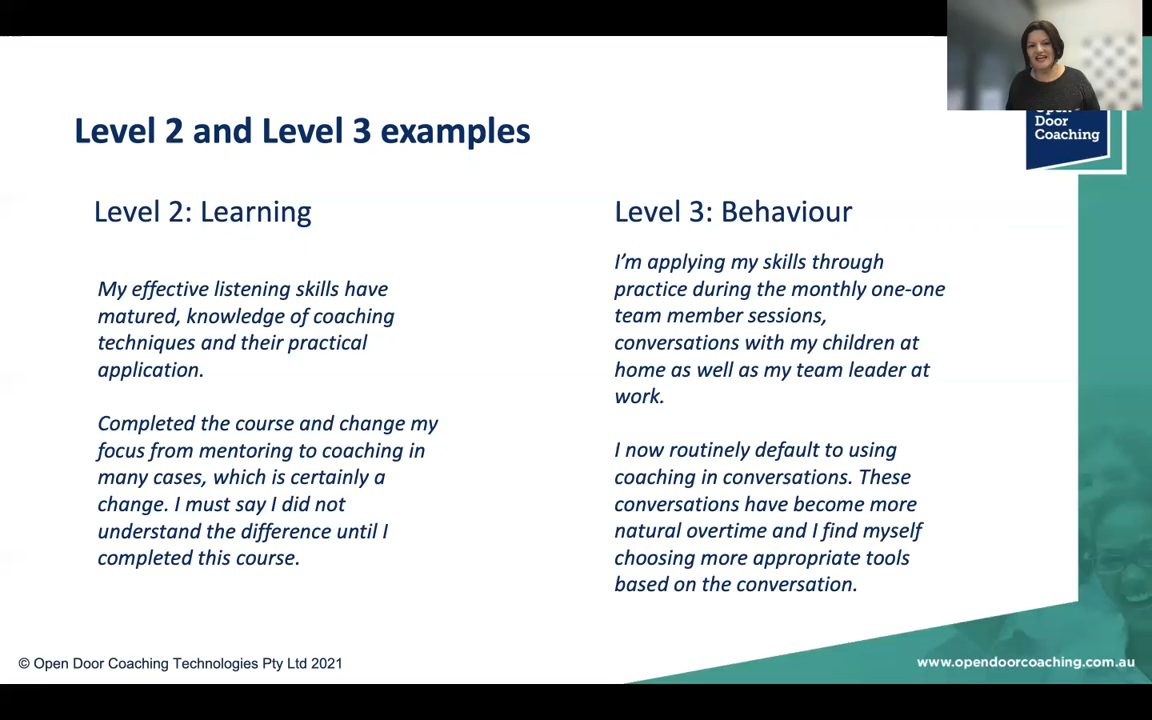 Open
Door
Coaching
Level 2 and Level 3 examples
Level 2: Learning
My effective listening skills have
matured, knowledge of coaching
techniques and their practical
application.
Completed the course and change my
focus from mentoring to coaching in
many cases, which is certainly a
change. I must say I did not
understand the difference until I
completed this course.
Level 3: Behaviour
I'm applying my skills through
practice during the monthly one-one
team member sessions,
conversations with my children at
home as well as my team leader at
work.
I now routinely default to using
coaching in conversations. These
conversations have become more
natural overtime and I find myself
choosing more appropriate tools
based on the conversation.
© Open Door Coaching Technologies Pty Ltd 2021
www.opendoorcoaching.com.au